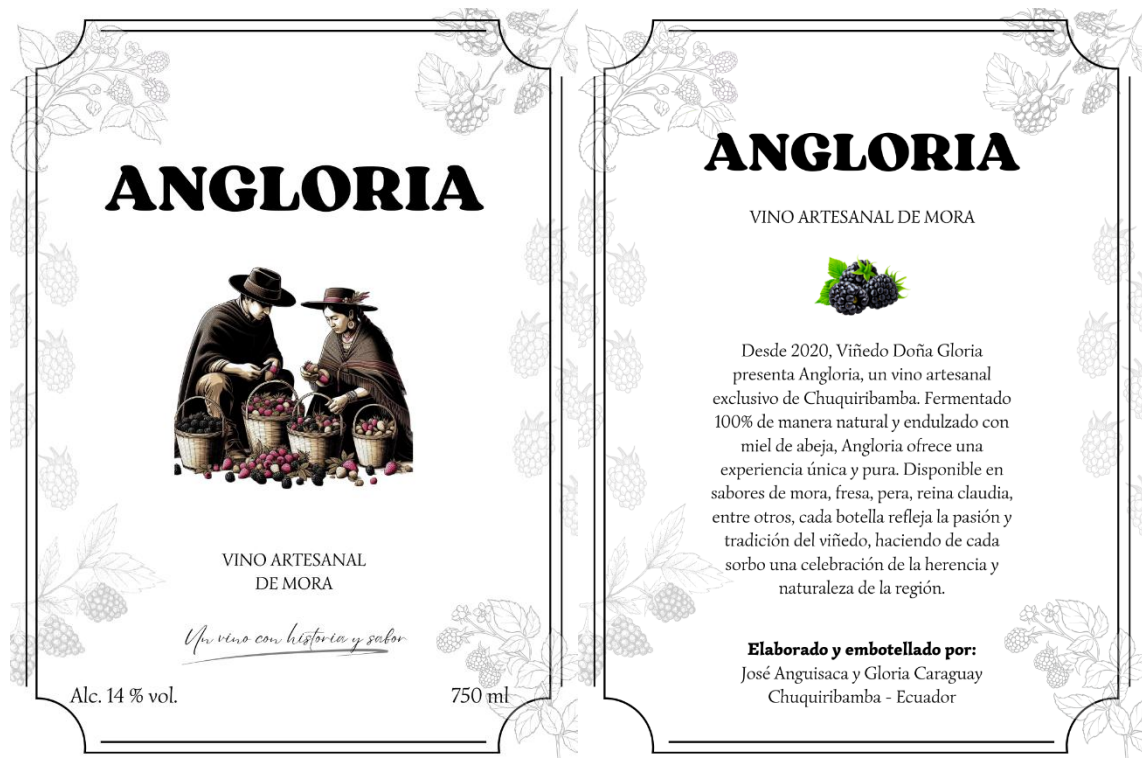 ANGLORIA
VINO ARTESANAL
DE MORA
Un vino con historia y sabor
Alc. 14 % vol.
750 ml
ANGLORIA
VINO ARTESANAL DE MORA
Desde 2020, Viñedo Doña Gloria
presenta Angloria, un vino artesanal
exclusivo de Chuquiribamba. Fermentado
100% de manera natural y endulzado con
miel de abeja, Angloria ofrece una
experiencia única y pura. Disponible en
sabores de mora, fresa, pera, reina claudia,
entre otros, cada botella refleja la pasión y
tradición del viñedo, haciendo de cada
sorbo una celebración de la herencia y
naturaleza de la región.
Elaborado y embotellado por:
José Anguisaca y Gloria Caraguay
Chuquiribamba - Ecuador